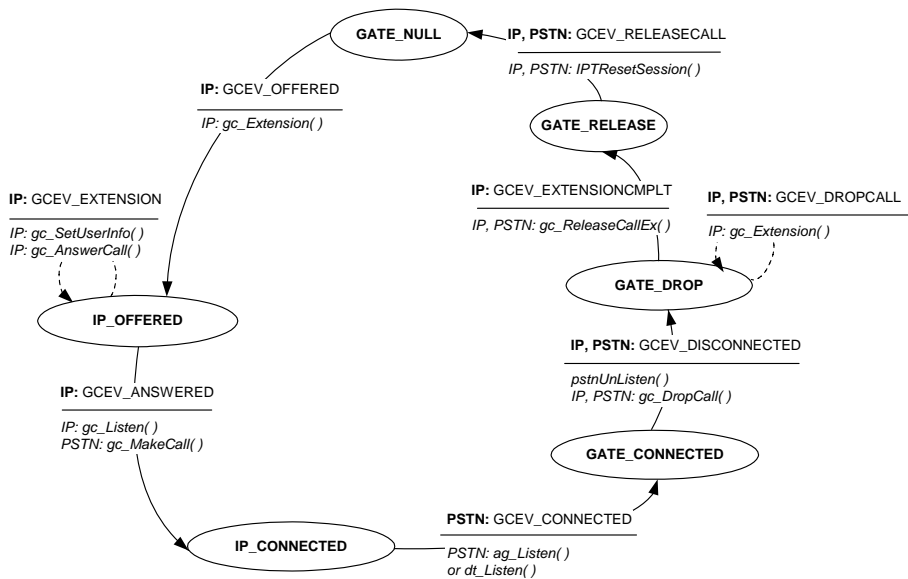 GATE_NULL
IP: GCEV_OFFERED
IP: gc_Extension( )
IP: GCEV_EXTENSION
IP: gc_SetUserInfo( )
IP: gc_AnswerCall( )
IP_OFFERED
IP: GCEV_ANSWERED
IP: gc_Listen( )
PSTN: gc_MakeCall( )
IP_CONNECTED
PSTN: GCEV_CONNECTED
PSTN: ag_Listen( )
or dt_Listen( )
GATE_CONNECTED
IP, PSTN: GCEV_DISCONNECTED
pstnUnListen( )
IP, PSTN: gc_DropCall( )
GATE_DROP
IP, PSTN: GCEV_DROPCALL
IP: gc_Extension( )
IP: GCEV_EXTENSIONCMPLT
IP, PSTN: gc_ReleaseCallEx( )
GATE_RELEASE
IP, PSTN: GCEV_RELEASECALL
IP, PSTN: IPTResetSession( )